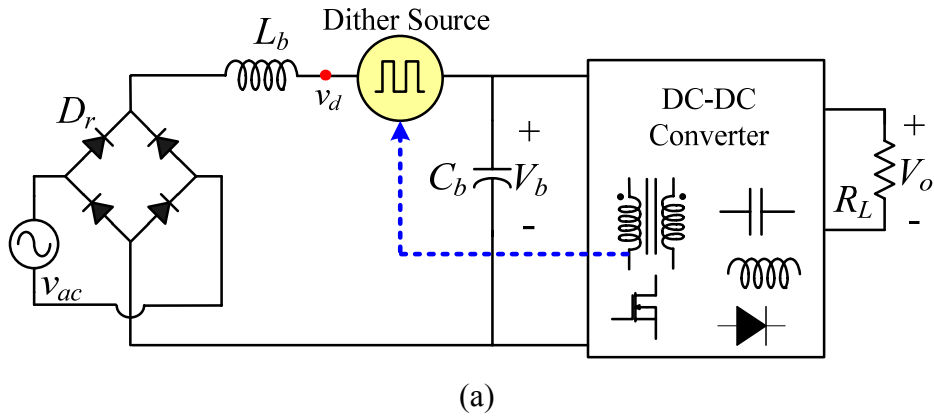 Dither Source
L_b
v_d
D_r
DC-DC
Converter
+
C_b
V_b
-
+
R_L
V_o
-
v_ac
(a)